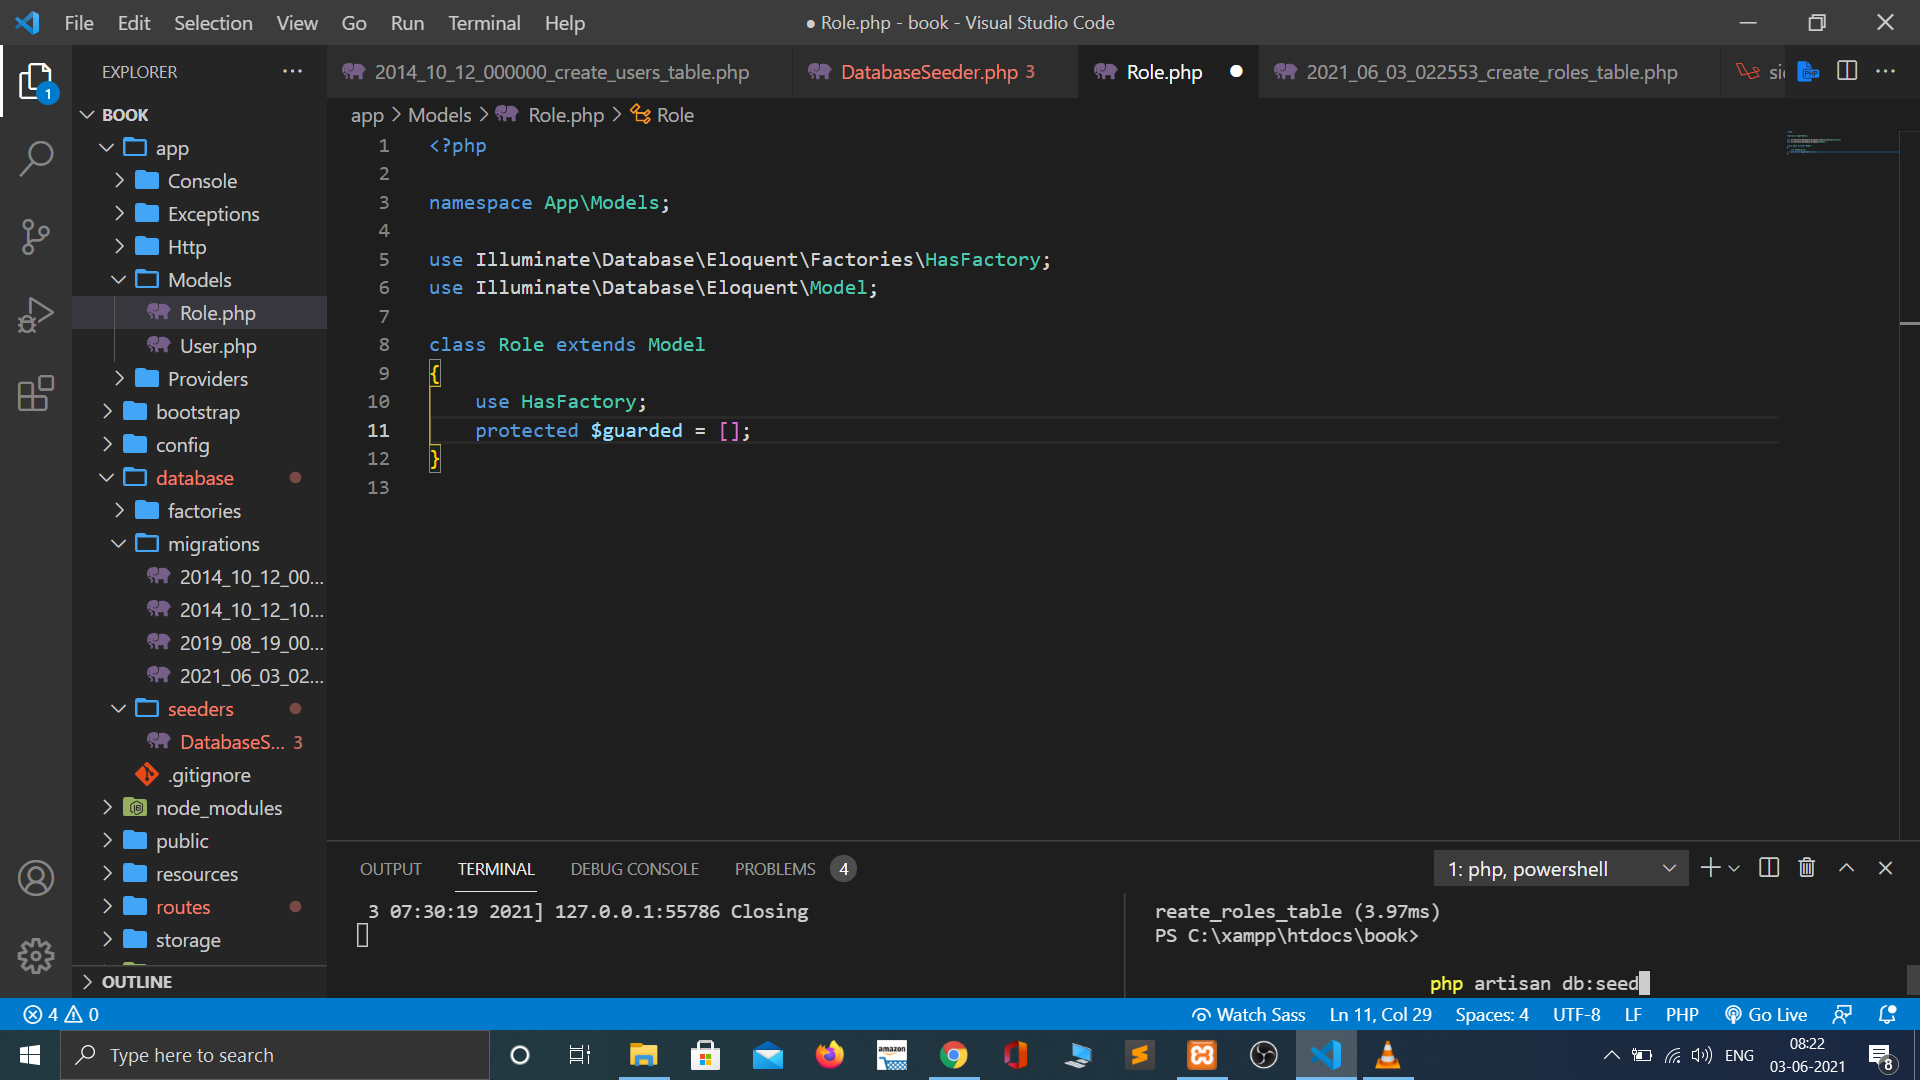 File Edit Selection View Go Run Terminal Help
● Role.php - book - Visual Studio Code
EXPLORER
1
BOOK
app
Console
Exceptions
Http
Models
Role.php
User.php
Providers
bootstrap
config
database
factories
migrations
2014_10_12_00...
2014_10_12_10...
2019_08_19_00...
2021_06_03_02...
seeders
DatabaseS... 3
.gitignore
node_modules
public
resources
routes
storage
OUTLINE
2014_10_12_000000_create_users_table.php DatabaseSeeder.php 3 Role.php ● 2021_06_03_022553_create_roles_table.php
app > Models > Role.php > Role
1 <?php
2
3 namespace App\Models;
4
5 use Illuminate\Database\Eloquent\Factories\HasFactory;
6 use Illuminate\Database\Eloquent\Model;
7
8 class Role extends Model
9 {
10 use HasFactory;
11 protected $guarded = [];
12 }
13
OUTPUT TERMINAL DEBUG CONSOLE PROBLEMS 4
1: php, powershell
3 07:30:19 2021] 127.0.0.1:55786 Closing
reate_roles_table (3.97ms)
PS C:\xampp\htdocs\book>
php artisan db:seed
4 0
Watch Sass Ln 11, Col 29 Spaces: 4 UTF-8 LF PHP Go Live
Type here to search
amazon
ENG
08:22
03-06-2021
8